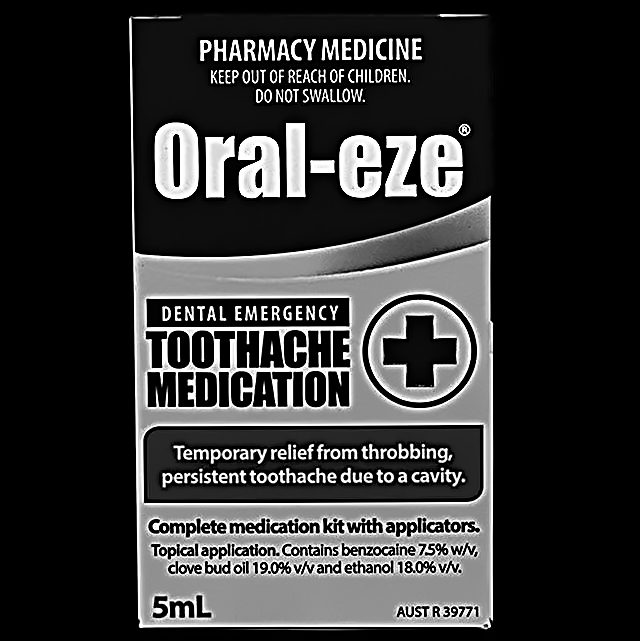 PHARMACY MEDICINE
KEEP OUT OF REACH OF CHILDREN.
DO NOT SWALLOW.
Oral-eze®
DENTAL EMERGENCY
TOOTHACHE
MEDICATION
Temporary relief from throbbing,
persistent toothache due to a cavity.
Complete medication kit with applicators.
Topical application. Contains benzocaine 7.5% w/v,
clove bud oil 19.0% v/v and ethanol 18.0% v/v.
5mL
AUST R 39771